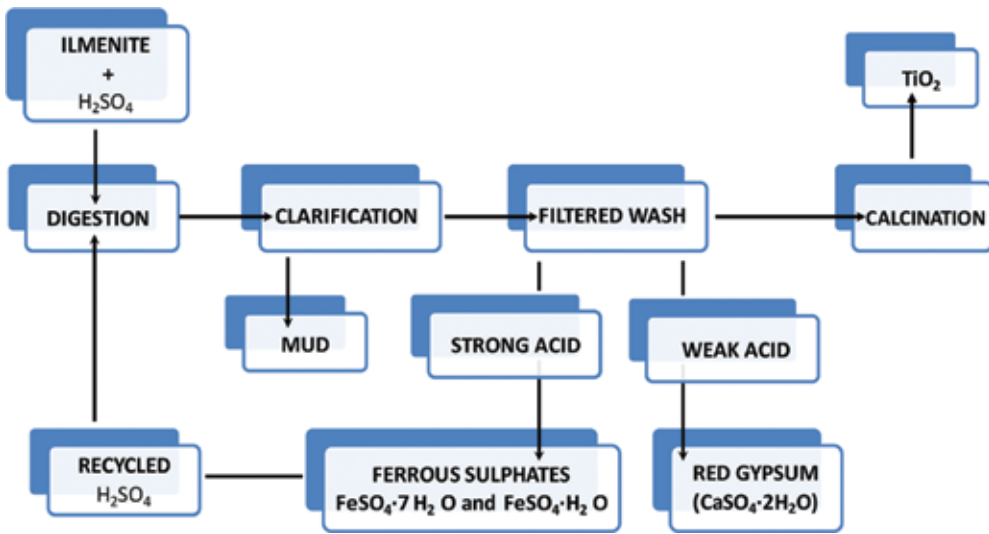 ILMENITE
+
H₂SO₄
TiO₂
DIGESTION
CLARIFICATION
FILTERED WASH
CALCINATION
MUD
STRONG ACID
WEAK ACID
RECYCLED
H₂SO₄
FERROUS SULPHATES
FeSO₄·7 H₂ O and FeSO₄·H₂ O
RED GYPSUM
(CaSO₄·2H₂O)